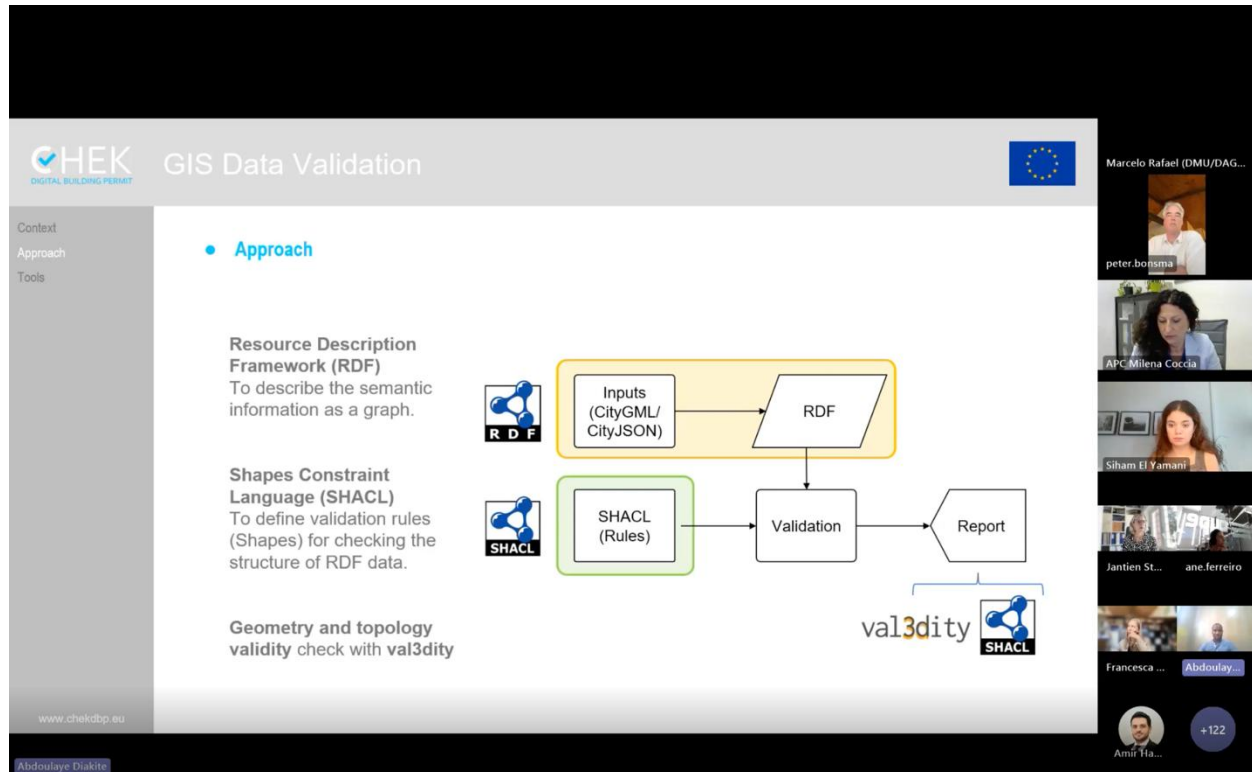 CHEK
DIGITAL BUILDING PERMIT
GIS Data Validation
Context
Approach
Tools
• Approach
Resource Description
Framework (RDF)
To describe the semantic
information as a graph.
RDF
Inputs
(CityGML/
CityJSON)
RDF
Shapes Constraint
Language (SHACL)
To define validation rules
(Shapes) for checking the
structure of RDF data.
SHACL
SHACL
(Rules)
Validation
Report
Geometry and topology
validity check with val3dity
val3dity
SHACL
www.chekdbp.eu
Abdoulaye Diakite
Marcelo Rafael (DMU/DAG...
peter.bonsma
APC Milena Coccia
Siham El Yamani
Jantien St...
ane.ferreiro
Francesca ...
Abdoulay...
Amir Ha...
+122